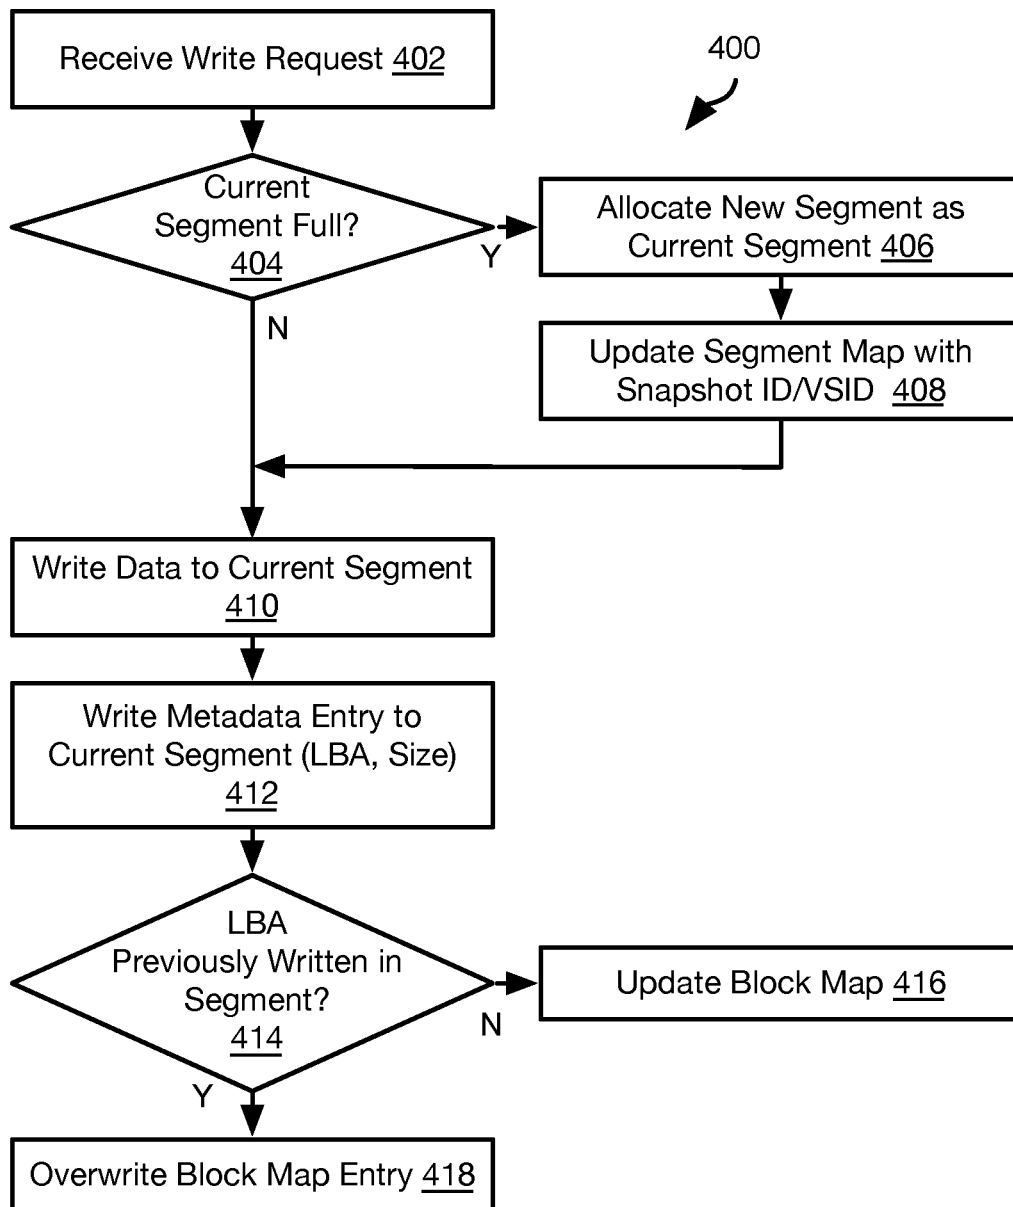 Receive Write Request 402
400
Current
Segment Full?
404
Y
N
Allocate New Segment as
Current Segment 406
Update Segment Map with
Snapshot ID/VSID 408
Write Data to Current Segment
410
Write Metadata Entry to
Current Segment (LBA, Size)
412
LBA
Previously Written in
Segment?
414
N
Y
Update Block Map 416
Overwrite Block Map Entry 418